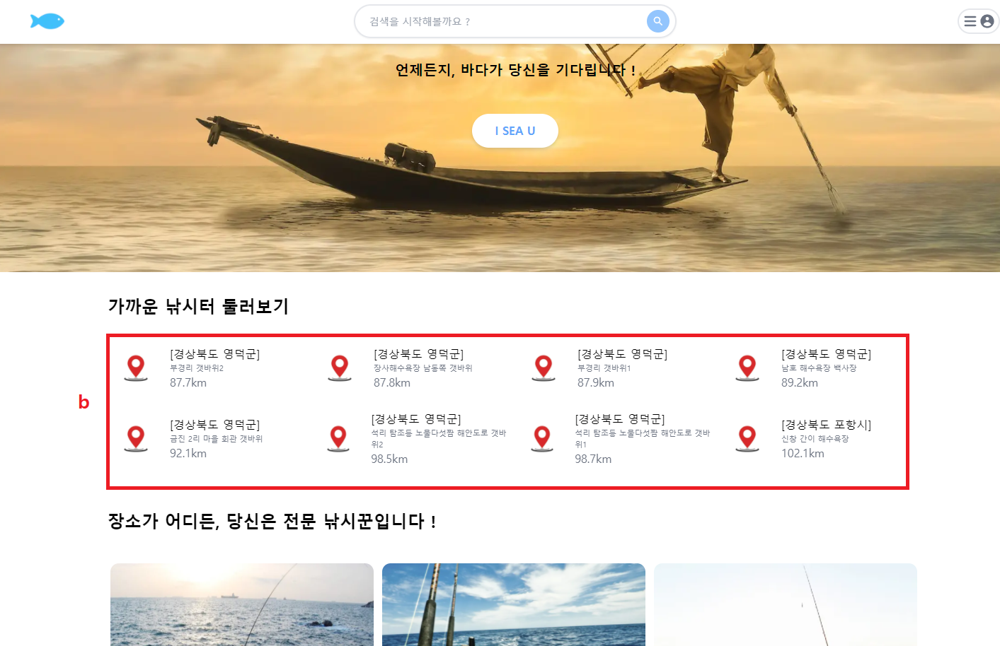 검색을 시작해볼까요 ?
언제든지, 바다가 당신을 기다립니다 !
I SEA U
가까운 낚시터 둘러보기
b
[경상북도 영덕군]
부경리 갯바위2
87.7km
[경상북도 영덕군]
장사해수욕장 남동쪽 갯바위
87.8km
[경상북도 영덕군]
부경리 갯바위1
87.9km
[경상북도 영덕군]
남호 해수욕장 백사장
89.2km
[경상북도 영덕군]
금진 2리 마을 회관 갯바위
92.1km
[경상북도 영덕군]
석리 탐조등 노물다섯짬 해안도로 갯바
위2
98.5km
[경상북도 영덕군]
석리 탐조등 노물다섯짬 해안도로 갯바
위1
98.7km
[경상북도 포항시]
신창 간이 해수욕장
102.1km
장소가 어디든, 당신은 전문 낚시꾼입니다 !